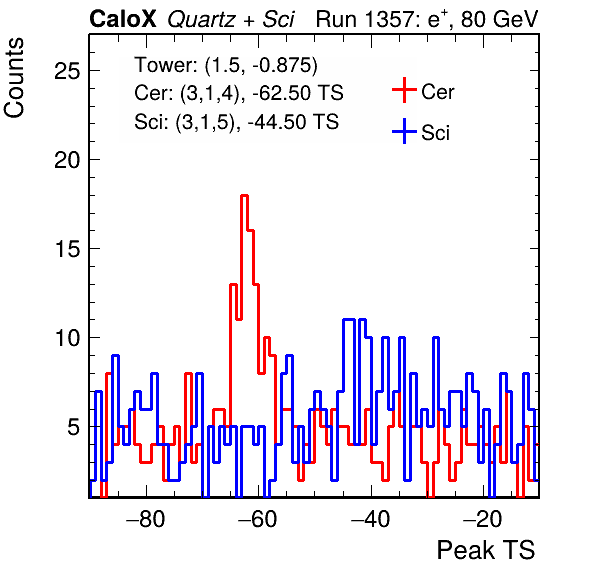 CaloX Quartz + Sci Run 1357: e+, 80 GeV
Counts
Tower: (1.5, -0.875)
Cer: (3,1,4), -62.50 TS
Sci: (3,1,5), -44.50 TS
Cer
Sci
25
20
15
10
5
−80 −60 −40 −20
Peak TS